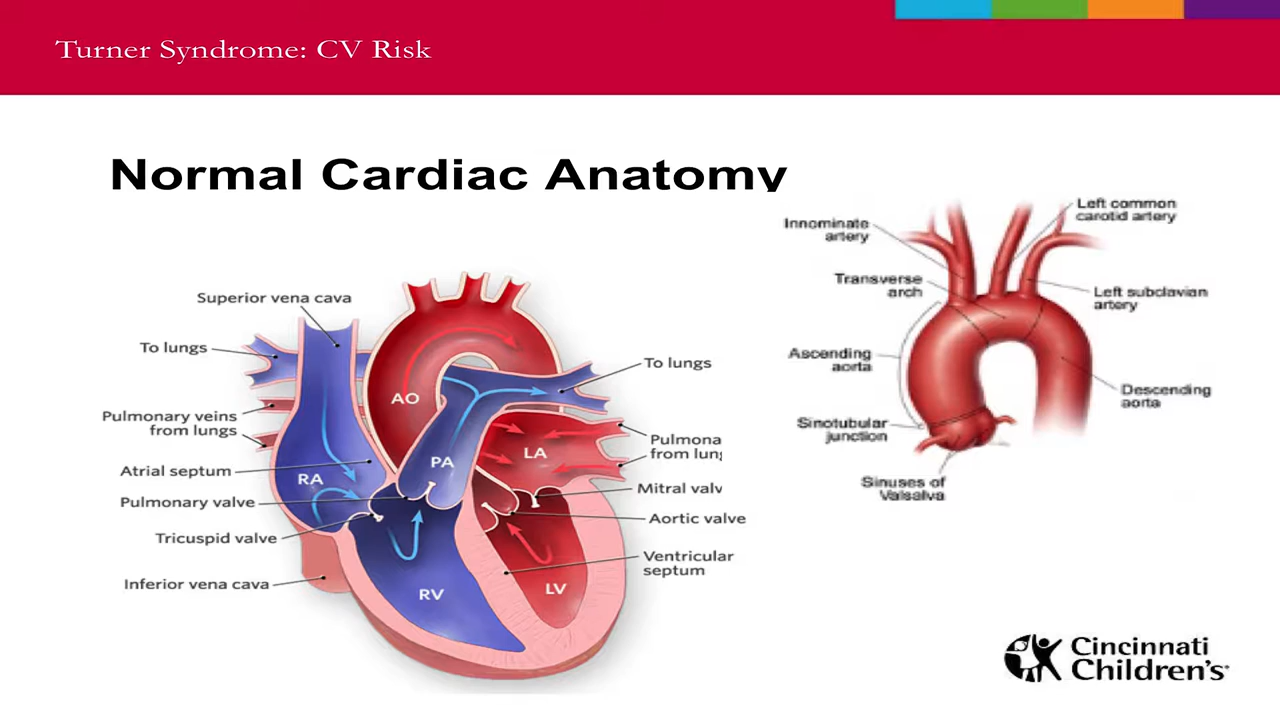 Turner Syndrome: CV Risk
Normal Cardiac Anatomy
Superior vena cava
To lungs
Pulmonary veins
from lungs
Atrial septum
Pulmonary valve
Tricuspid valve
Inferior vena cava
RA
AO
PA
LA
RV
LV
To lungs
Pulmona
from lung
Mitral valv
Aortic valve
Ventricular
septum
Innominate
artery
Transverse
arch
Ascending
aorta
Sinotubular
junction
Sinuses of
Valsalva
Left common
carotid artery
Left subclavian
artery
Descending
aorta
Cincinnati
Children's